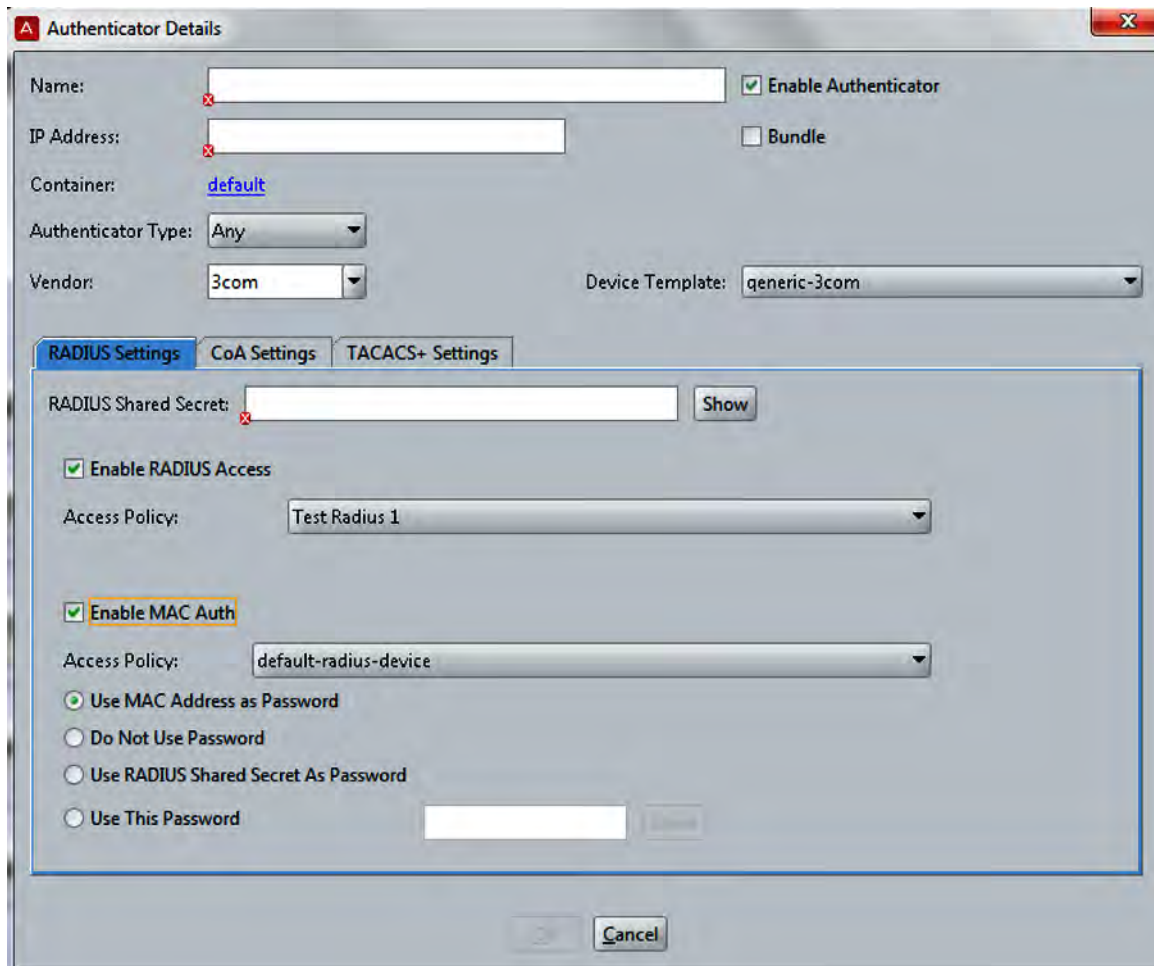 A Authenticator Details X
Name: Enable Authenticator
IP Address: Bundle
Container: default
Authenticator Type: Any
Vendor: 3com Device Template: generic-3com
RADIUS Settings CoA Settings TACACS+ Settings
RADIUS Shared Secret: Show
Enable RADIUS Access
Access Policy: Test Radius 1
Enable MAC Auth
Access Policy: default-radius-device
Use MAC Address as Password
Do Not Use Password
Use RADIUS Shared Secret As Password
Use This Password
Cancel